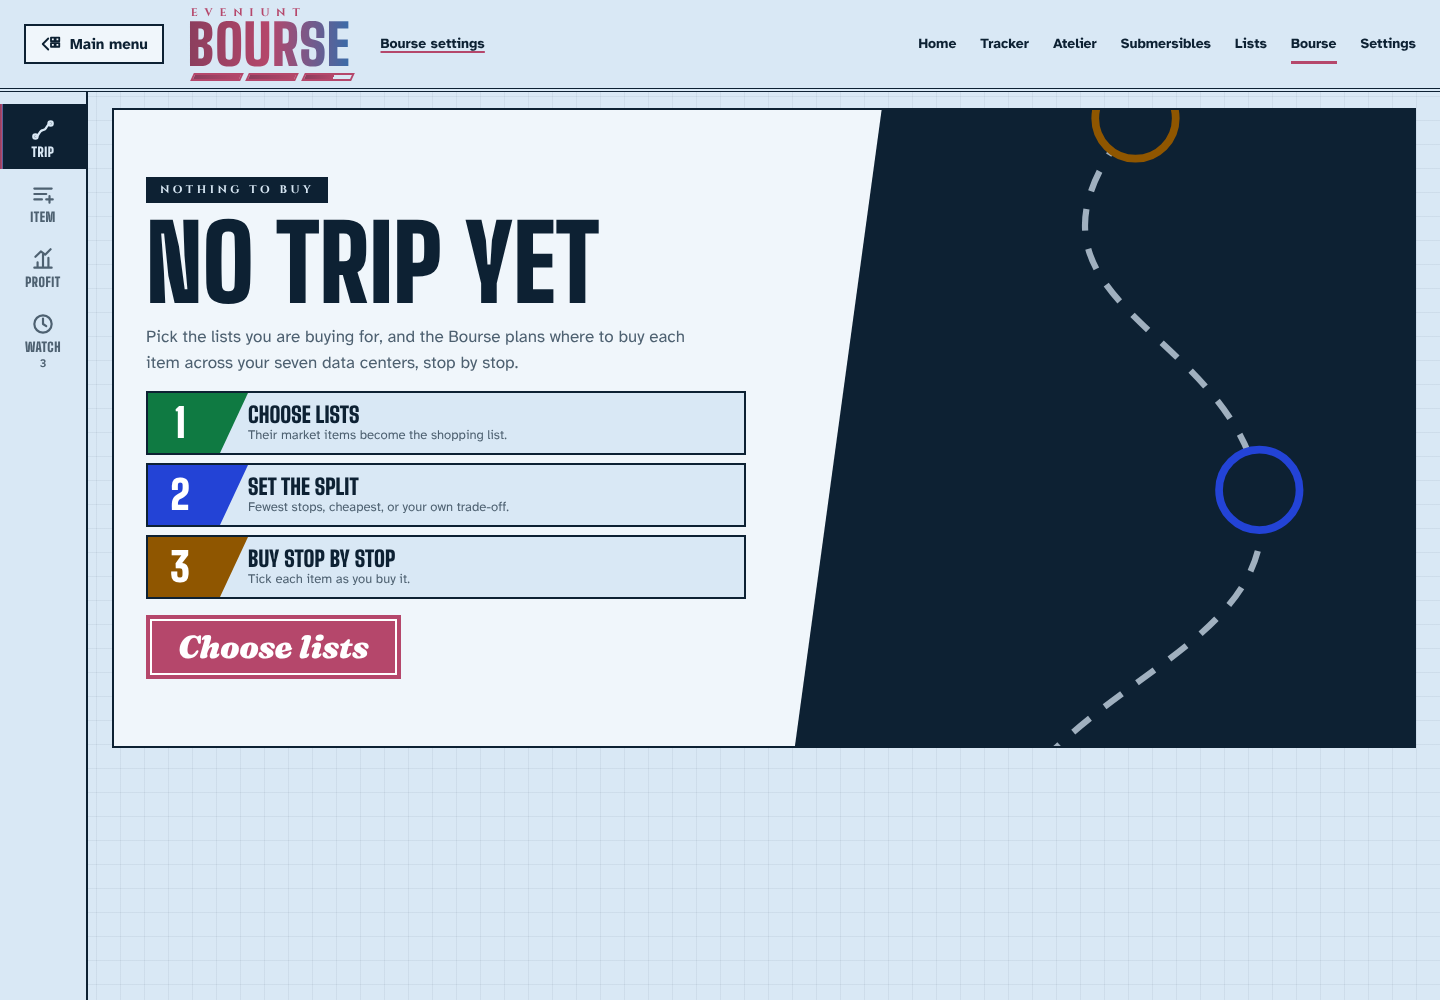 Main menu
EVENIUNT
BOURSE
Bourse settings
Home
Tracker
Atelier
Submersibles
Lists
Bourse
Settings
TRIP
ITEM
PROFIT
WATCH
3
NOTHING TO BUY
NO TRIP YET
Pick the lists you are buying for, and the Bourse plans where to buy each
item across your seven data centers, stop by stop.
1
CHOOSE LISTS
Their market items become the shopping list.
2
SET THE SPLIT
Fewest stops, cheapest, or your own trade-off.
3
BUY STOP BY STOP
Tick each item as you buy it.
Choose lists